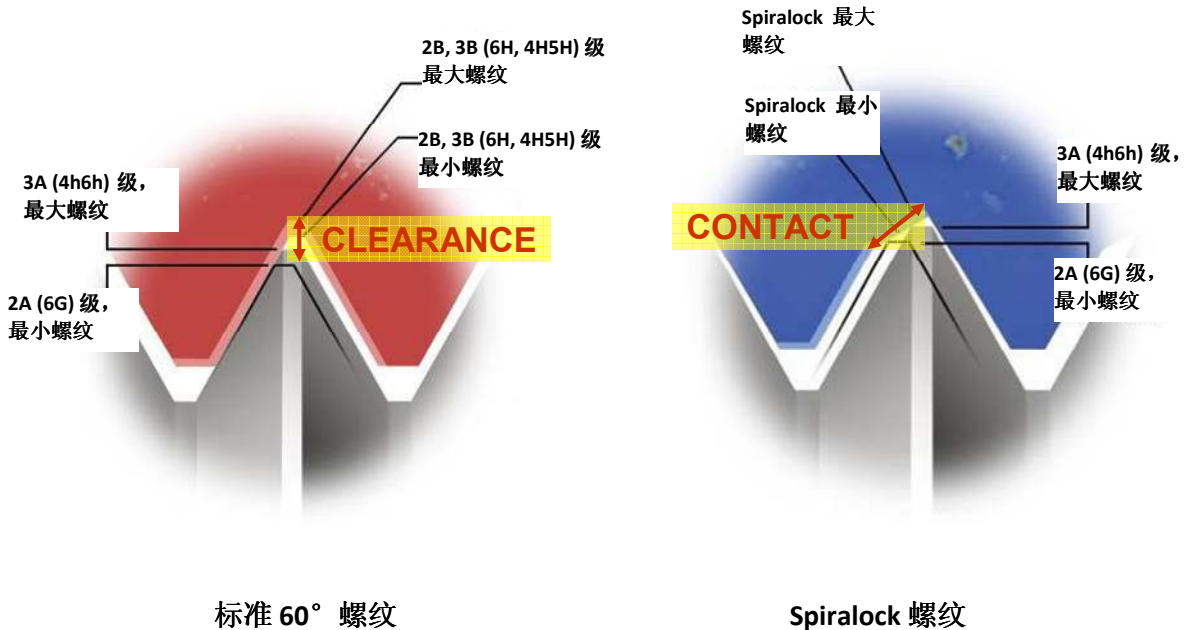 2B, 3B (6H, 4H5H) 级
最大螺纹
2B, 3B (6H, 4H5H) 级
最小螺纹
3A (4h6h) 级，
最大螺纹
CLEARANCE
2A (6G) 级，
最小螺纹
标准 60° 螺纹
Spiralock 最大
螺纹
Spiralock 最小
螺纹
3A (4h6h) 级，
最大螺纹
CONTACT
2A (6G) 级，
最小螺纹
Spiralock 螺纹